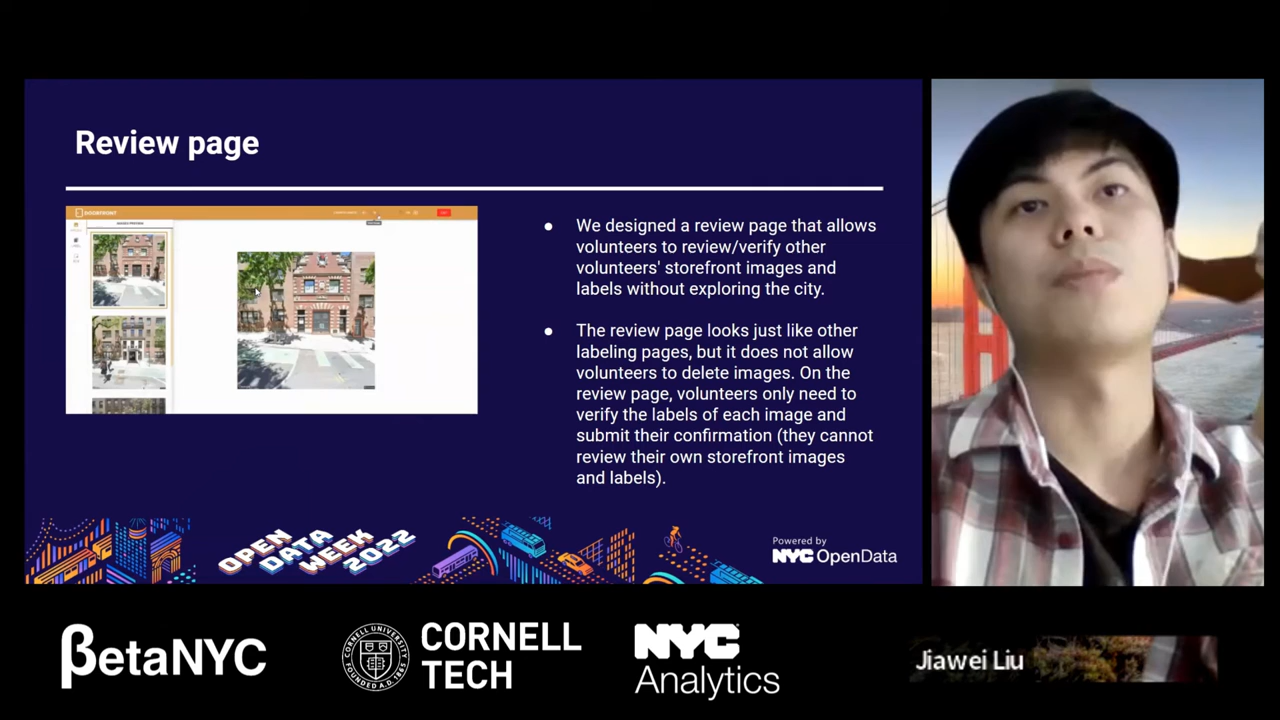 Review page
DOORFRONT
● We designed a review page that allows
volunteers to review/verify other
volunteers' storefront images and
labels without exploring the city.
● The review page looks just like other
labeling pages, but it does not allow
volunteers to delete images. On the
review page, volunteers only need to
verify the labels of each image and
submit their confirmation (they cannot
review their own storefront images
and labels).
OPEN
DATA
WEEK
2022
Powered by
NYC OpenData
βetaNYC
CORNELL UNIVERSITY
FOUNDED A.D. 1865
CORNELL
TECH
NYC
Analytics
Jiawei Liu